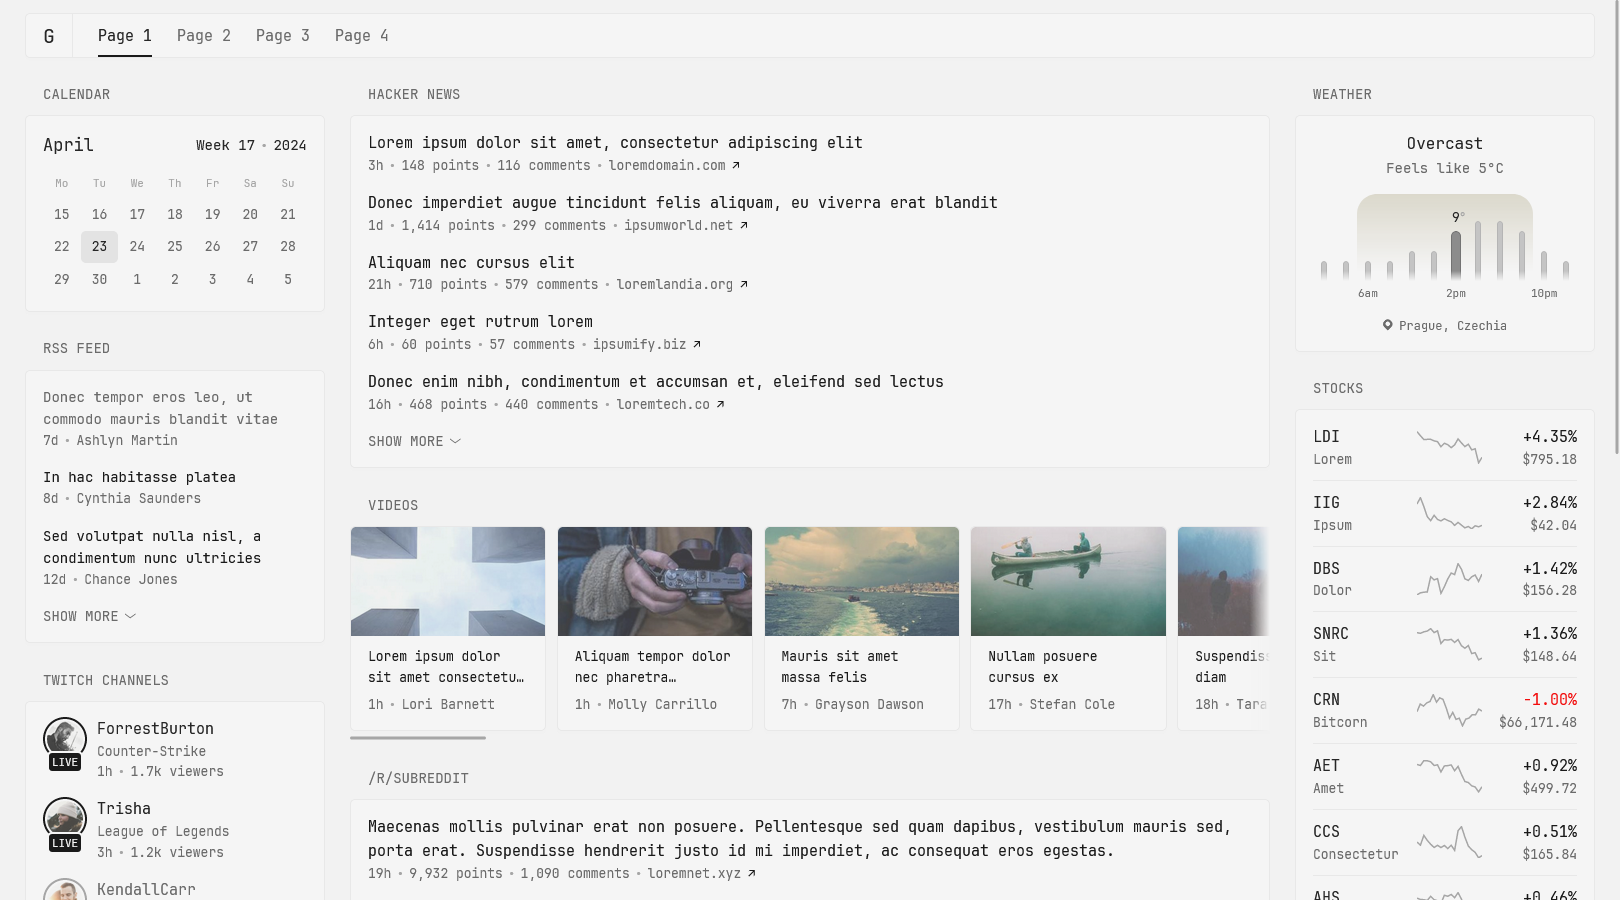 G Page 1 Page 2 Page 3 Page 4
CALENDAR
April Week 17 • 2024
Mo Tu We Th Fr Sa Su
15 16 17 18 19 20 21
22 23 24 25 26 27 28
29 30 1 2 3 4 5
RSS FEED
Donec tempor eros leo, ut
commodo mauris blandit vitae
7d • Ashlyn Martin
In hac habitasse platea
8d • Cynthia Saunders
Sed volutpat nulla nisl, a
condimentum nunc ultricies
12d • Chance Jones
SHOW MORE
TWITCH CHANNELS
ForrestBurton
Counter-Strike
1h • 1.7k viewers
LIVE
Trisha
League of Legends
3h • 1.2k viewers
LIVE
KendallCarr
HACKER NEWS
Lorem ipsum dolor sit amet, consectetur adipiscing elit
3h • 148 points • 116 comments • loremdomain.com ↗
Donec imperdiet augue tincidunt felis aliquam, eu viverra erat blandit
1d • 1,414 points • 299 comments • ipsumworld.net ↗
Aliquam nec cursus elit
21h • 710 points • 579 comments • loremlandia.org ↗
Integer eget rutrum lorem
6h • 60 points • 57 comments • ipsumify.biz ↗
Donec enim nibh, condimentum et accumsan et, eleifend sed lectus
16h • 468 points • 440 comments • loremtech.co ↗
SHOW MORE
VIDEOS
Lorem ipsum dolor
sit amet consectetu…
1h • Lori Barnett
Aliquam tempor dolor
nec pharetra…
1h • Molly Carrillo
Mauris sit amet
massa felis
7h • Grayson Dawson
Nullam posuere
cursus ex
17h • Stefan Cole
Suspendiss
diam
18h • Tara
/R/SUBREDDIT
Maecenas mollis pulvinar erat non posuere. Pellentesque sed quam dapibus, vestibulum mauris sed,
porta erat. Suspendisse hendrerit justo id mi imperdiet, ac consequat eros egestas.
19h • 9,932 points • 1,090 comments • loremnet.xyz ↗
WEATHER
Overcast
Feels like 5°C
9°
6am 2pm 10pm
Prague, Czechia
STOCKS
LDI +4.35%
Lorem $795.18
IIG +2.84%
Ipsum $42.04
DBS +1.42%
Dolor $156.28
SNRC +1.36%
Sit $148.64
CRN -1.00%
Bitcorn $66,171.48
AET +0.92%
Amet $499.72
CCS +0.51%
Consectetur $165.84
AHS +0.46%